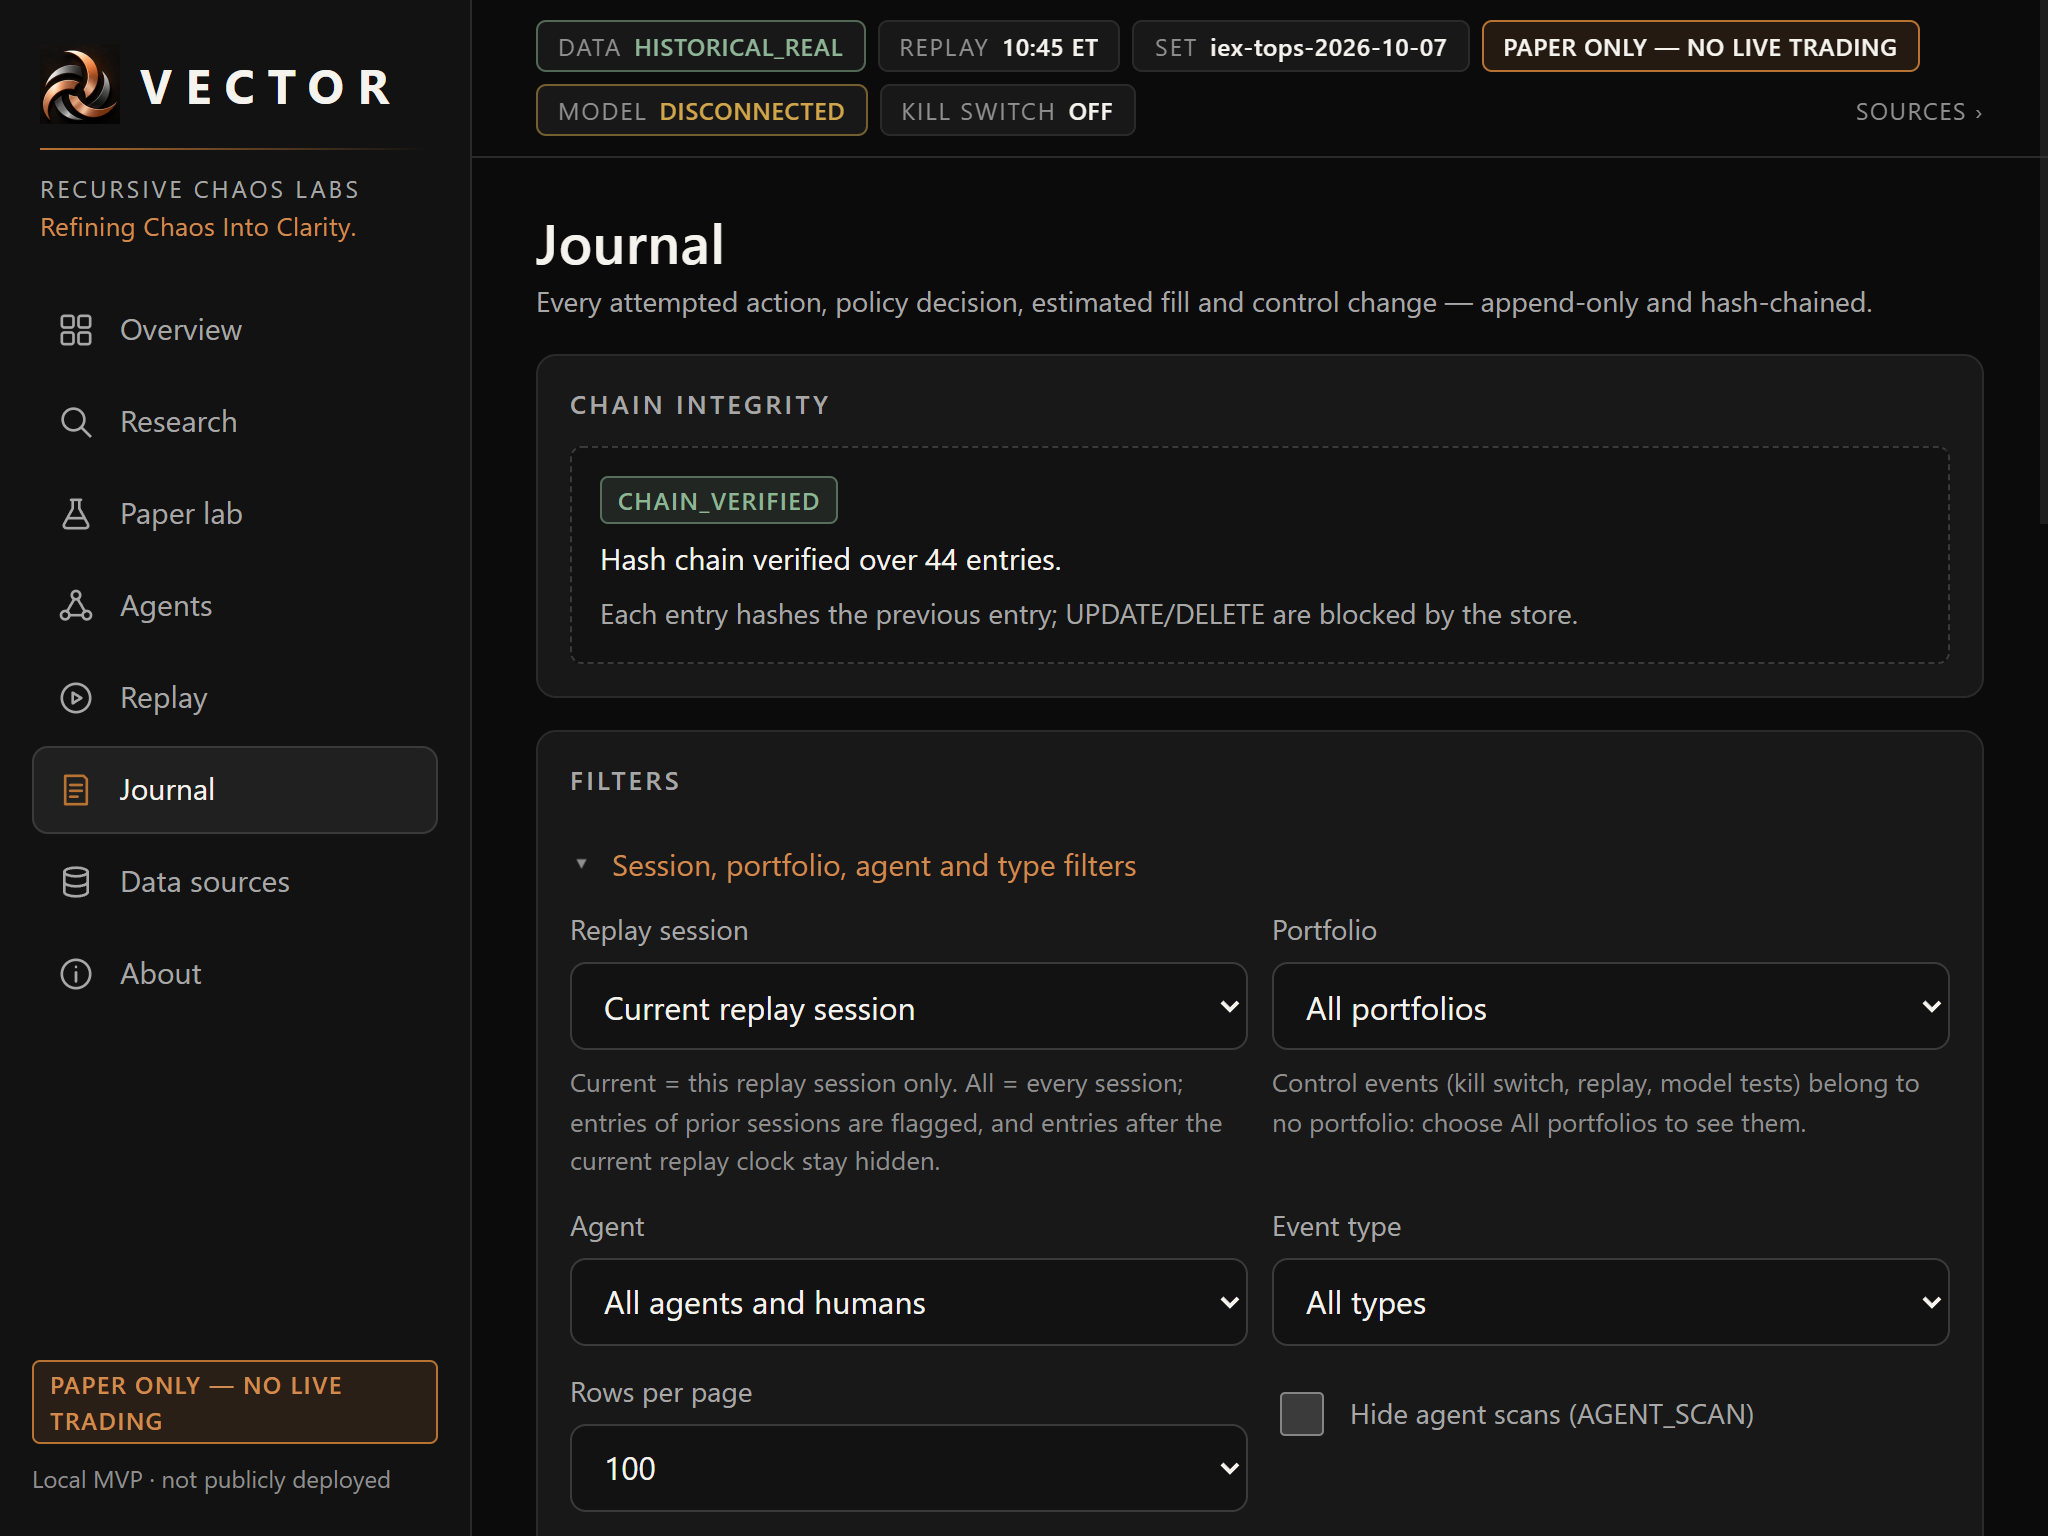 VECTOR
RECURSIVE CHAOS LABS
Refining Chaos Into Clarity.
Overview
Research
Paper lab
Agents
Replay
Journal
Data sources
About
PAPER ONLY — NO LIVE
TRADING
Local MVP · not publicly deployed
DATA HISTORICAL_REAL
REPLAY 10:45 ET
SET iex-tops-2026-10-07
PAPER ONLY — NO LIVE TRADING
MODEL DISCONNECTED
KILL SWITCH OFF
SOURCES ›
Journal
Every attempted action, policy decision, estimated fill and control change — append-only and hash-chained.
CHAIN INTEGRITY
CHAIN_VERIFIED
Hash chain verified over 44 entries.
Each entry hashes the previous entry; UPDATE/DELETE are blocked by the store.
FILTERS
Session, portfolio, agent and type filters
Replay session
Current replay session
Current = this replay session only. All = every session;
entries of prior sessions are flagged, and entries after the
current replay clock stay hidden.
Portfolio
All portfolios
Control events (kill switch, replay, model tests) belong to
no portfolio: choose All portfolios to see them.
Agent
All agents and humans
Event type
All types
Rows per page
100
Hide agent scans (AGENT_SCAN)